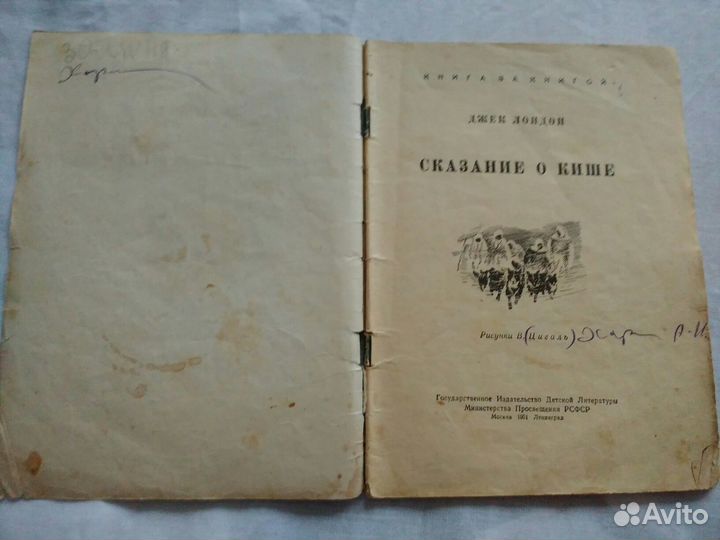 КНИГА ЗА КНИГОЙ
ДЖЕК ЛОНДОН
СКАЗАНИЕ О КИШЕ
Рисунки В. (Цигаль)
Государственное Издательство Детской Литературы
Министерства Просвещения РСФСР
Москва 1951 Ленинград
Avito